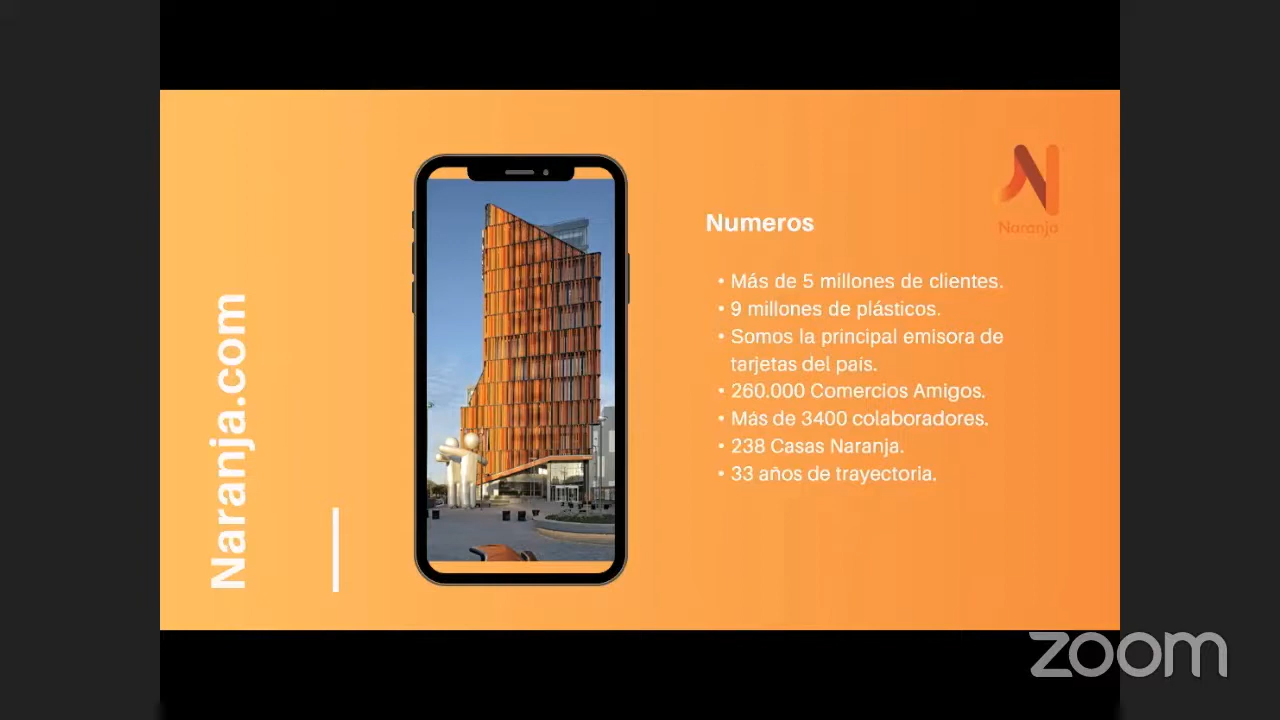 Naranja.com
Numeros
Naranja
• Más de 5 millones de clientes.
• 9 millones de plásticos.
• Somos la principal emisora de
tarjetas del país.
• 260.000 Comercios Amigos.
• Más de 3400 colaboradores.
• 238 Casas Naranja.
• 33 años de trayectoria.
zoom